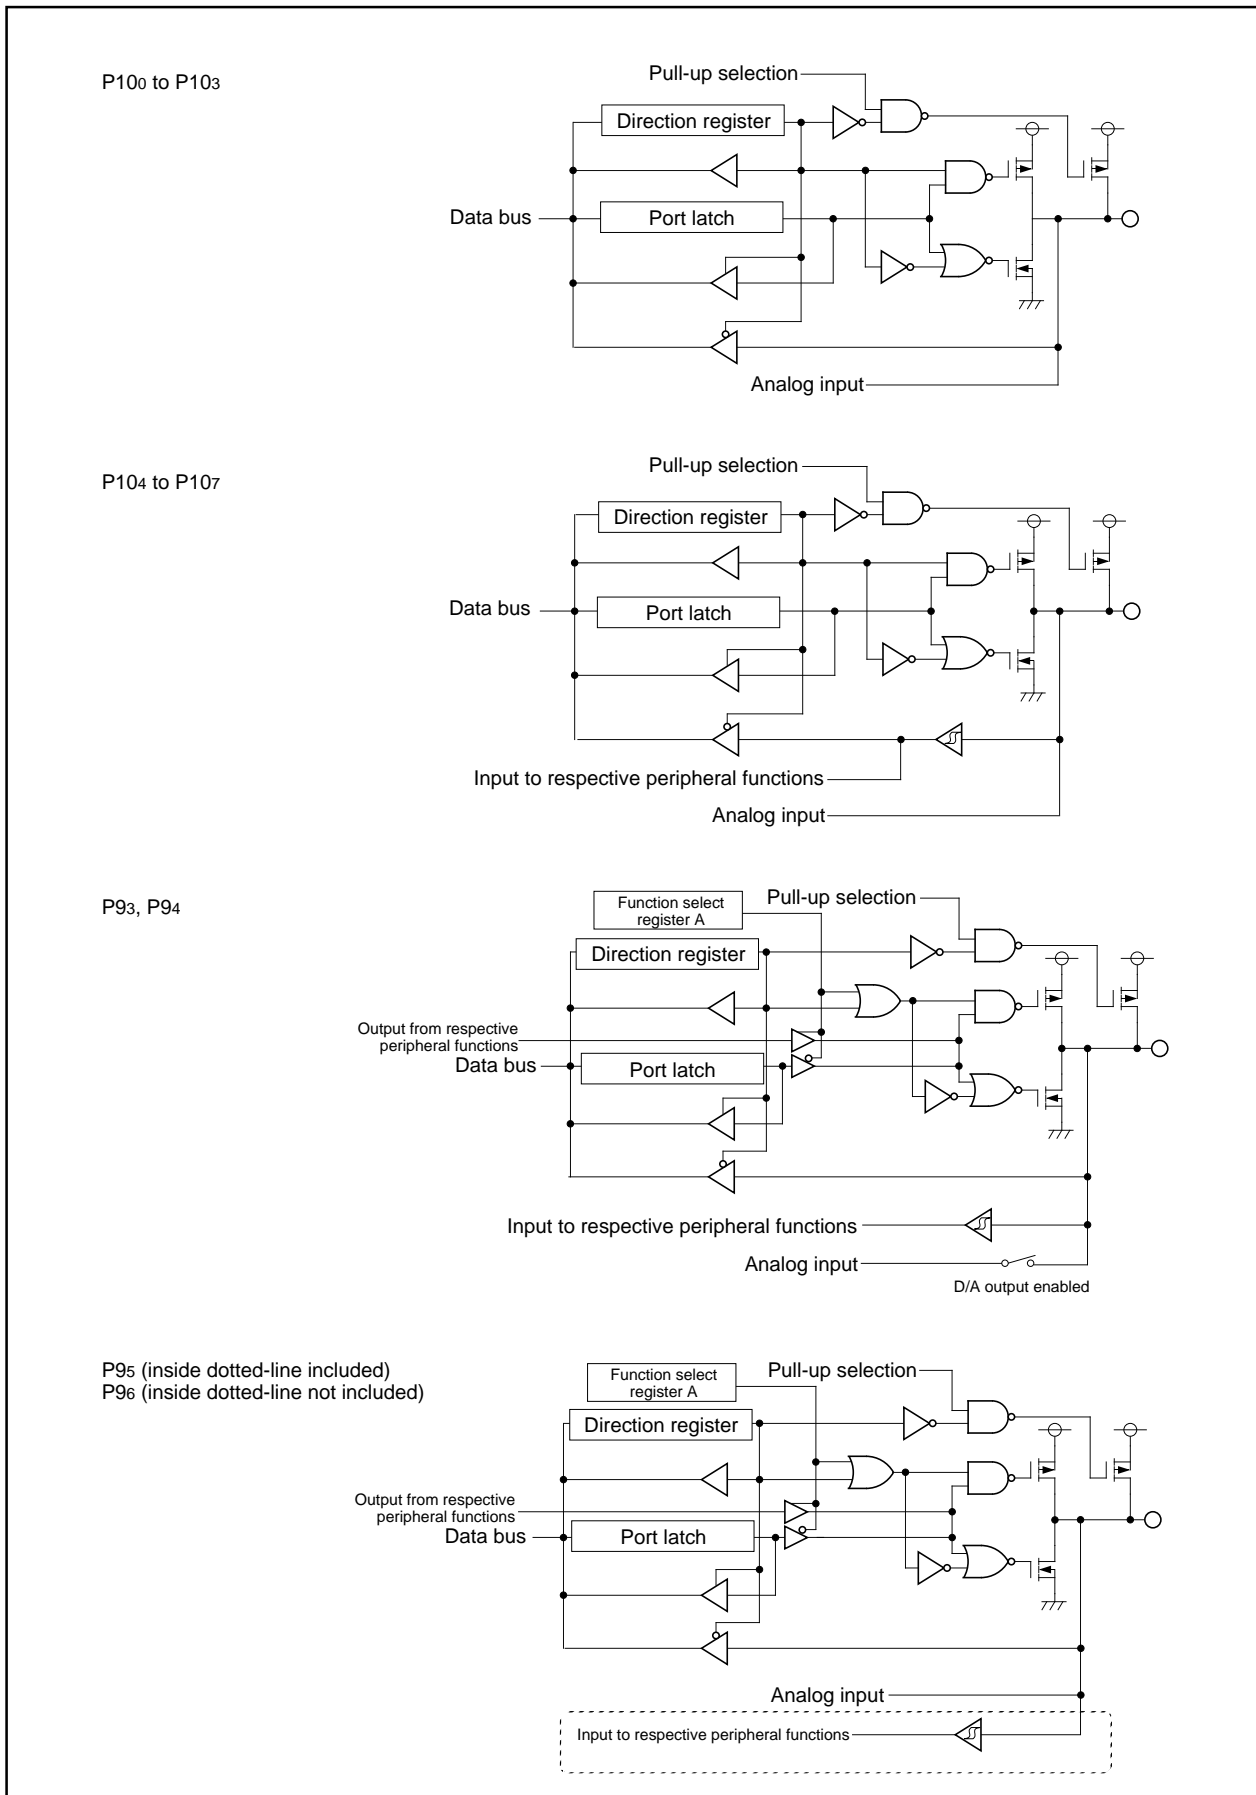 P100 to P103
Pull-up selection
Direction register
Data bus
Port latch
Analog input
P104 to P107
Pull-up selection
Direction register
Data bus
Port latch
Input to respective peripheral functions
Analog input
P93, P94
Function select
register A
Pull-up selection
Direction register
Output from respective
peripheral functions
Data bus
Port latch
Input to respective peripheral functions
Analog input
D/A output enabled
P95 (inside dotted-line included)
P96 (inside dotted-line not included)
Function select
register A
Pull-up selection
Direction register
Output from respective
peripheral functions
Data bus
Port latch
Analog input
Input to respective peripheral functions